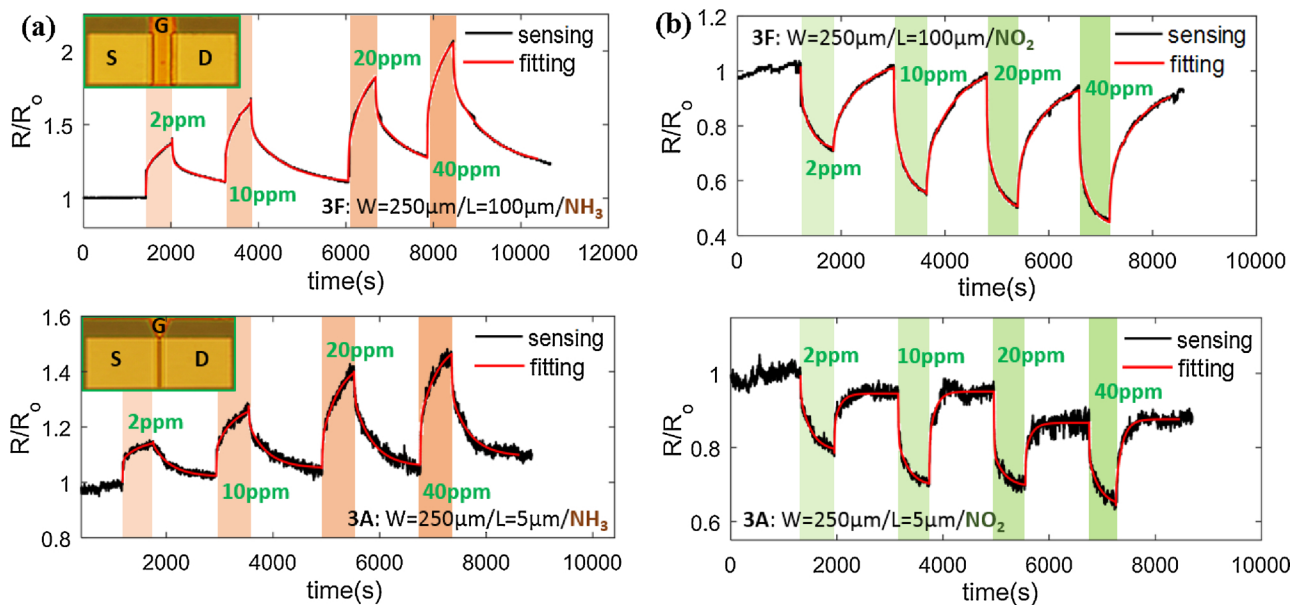 (a)
G
S
D
sensing
fitting
2ppm
10ppm
20ppm
40ppm
2
1.5
1
R/Rₒ
3F: W=250μm/L=100μm/NH₃
0
2000
4000
6000
8000
10000
12000
time(s)
(b)
3F: W=250μm/L=100μm/NO₂
sensing
fitting
2ppm
10ppm
20ppm
40ppm
1.2
1
0.8
0.6
0.4
R/Rₒ
0
2000
4000
6000
8000
10000
time(s)
G
S
D
sensing
fitting
2ppm
10ppm
20ppm
40ppm
1.6
1.4
1.2
1
0.8
R/Rₒ
3A: W=250μm/L=5μm/NH₃
2000
4000
6000
8000
10000
time(s)
sensing
fitting
2ppm
10ppm
20ppm
40ppm
1
0.8
0.6
R/Rₒ
3A: W=250μm/L=5μm/NO₂
0
2000
4000
6000
8000
10000
time(s)